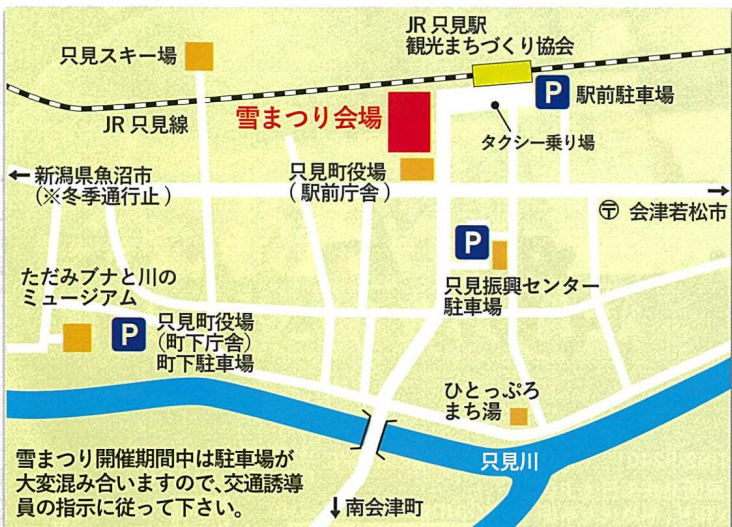 JR 只見駅
観光まちづくり協会
只見スキー場
P 駅前駐車場
雪まつり会場
JR 只見線
タクシー乗り場
只見町役場
（駅前庁舎）
←新潟県魚沼市
（※冬季通行止）
→
〒 会津若松市
P
只見振興センター
駐車場
ただみブナと川の
ミュージアム
P 只見町役場
（町下庁舎）
町下駐車場
ひとっぷろ
まち湯
只見川
雪まつり開催期間中は駐車場が
大変混み合いますので、交通誘導
員の指示に従って下さい。
↓南会津町